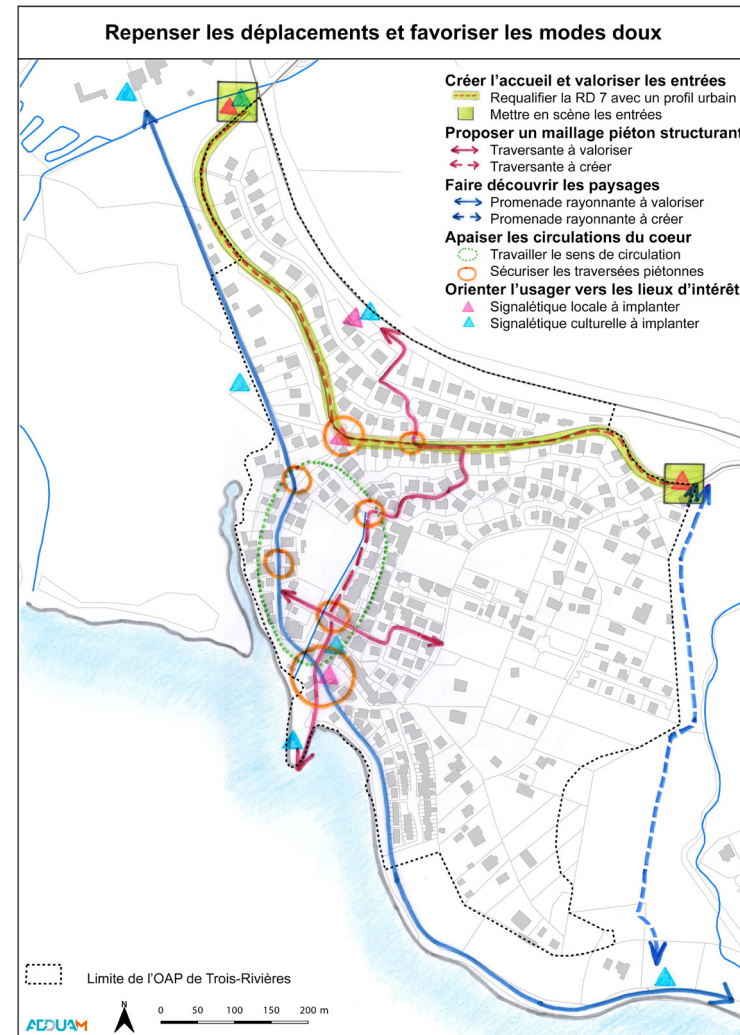 Repenser les déplacements et favoriser les modes doux
Créer l'accueil et valoriser les entrées
Requalifier la RD 7 avec un profil urbain
Mettre en scène les entrées
Proposer un maillage piéton structurant
Traversante à valoriser
Traversante à créer
Faire découvrir les paysages
Promenade rayonnante à valoriser
Promenade rayonnante à créer
Apaiser les circulations du coeur
Travailler le sens de circulation
Sécuriser les traversées piétonnes
Orienter l'usager vers les lieux d'intérêt
Signalétique locale à implanter
Signalétique culturelle à implanter
Limite de l'OAP de Trois-Rivières
ADDUAM
N
0 50 100 150 200 m